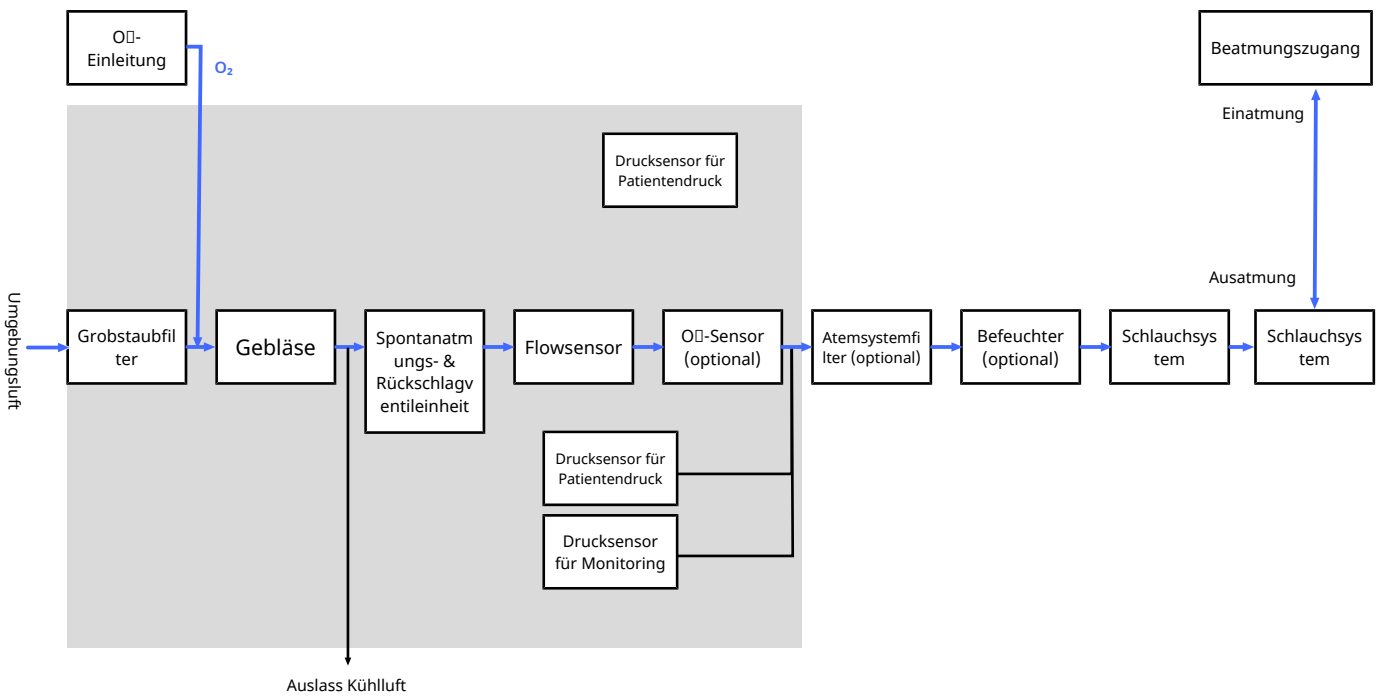 O▯-
Einleitung
O₂
Beatmungszugang
Einatmung
Drucksensor für
Patientendruck
Ausatmung
Umgebungsluft
Grobstaubfil
ter
Gebläse
Spontanatm
ungs- &
Rückschlagv
entileinheit
Flowsensor
O▯-Sensor
(optional)
Atemsystemfi
lter (optional)
Befeuchter
(optional)
Schlauchsys
tem
Schlauchsys
tem
Drucksensor für
Patientendruck
Drucksensor
für Monitoring
Auslass Kühlluft